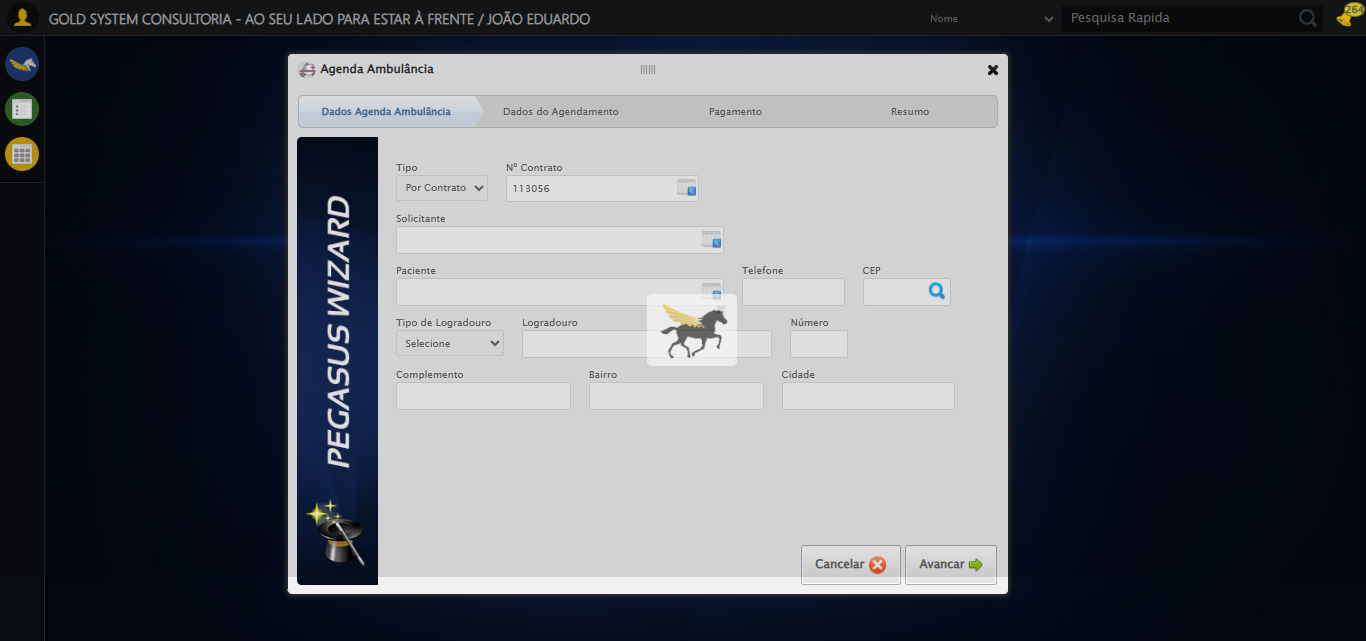 GOLD SYSTEM CONSULTORIA - AO SEU LADO PARA ESTAR À FRENTE / JOÃO EDUARDO
Nome
Pesquisa Rapida
264
Agenda Ambulância
Dados Agenda Ambulância
Dados do Agendamento
Pagamento
Resumo
PEGASUS WIZARD
Tipo
Nº Contrato
Por Contrato
113056
Solicitante
Paciente
Telefone
CEP
Tipo de Logradouro
Logradouro
Número
Selecione
Complemento
Bairro
Cidade
Cancelar
Avancar